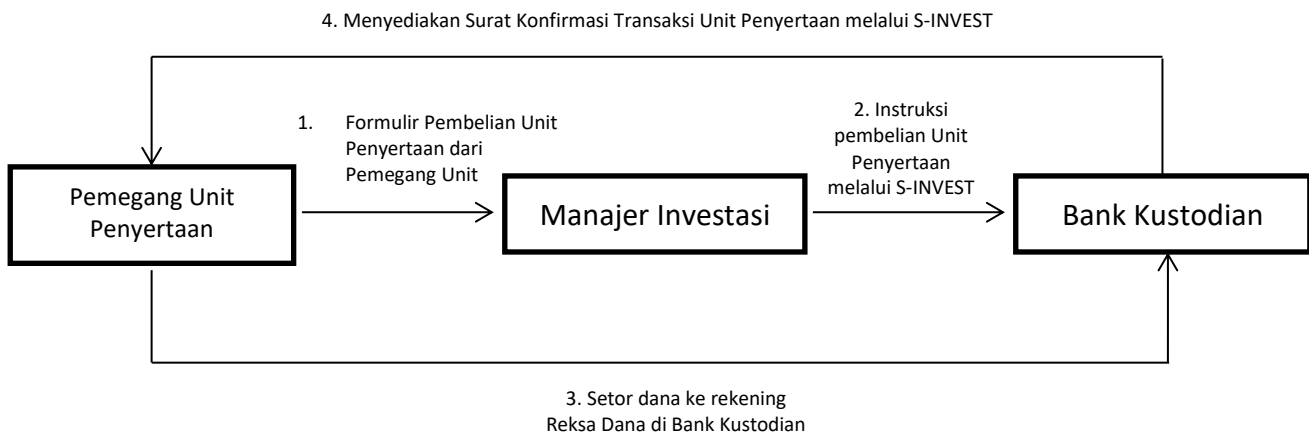 4. Menyediakan Surat Konfirmasi Transaksi Unit Penyertaan melalui S-INVEST
1. Formulir Pembelian Unit
Penyertaan dari
Pemegang Unit
2. Instruksi
pembelian Unit
Penyertaan
melalui S-INVEST
Pemegang Unit
Penyertaan
Manajer Investasi
Bank Kustodian
3. Setor dana ke rekening
Reksa Dana di Bank Kustodian